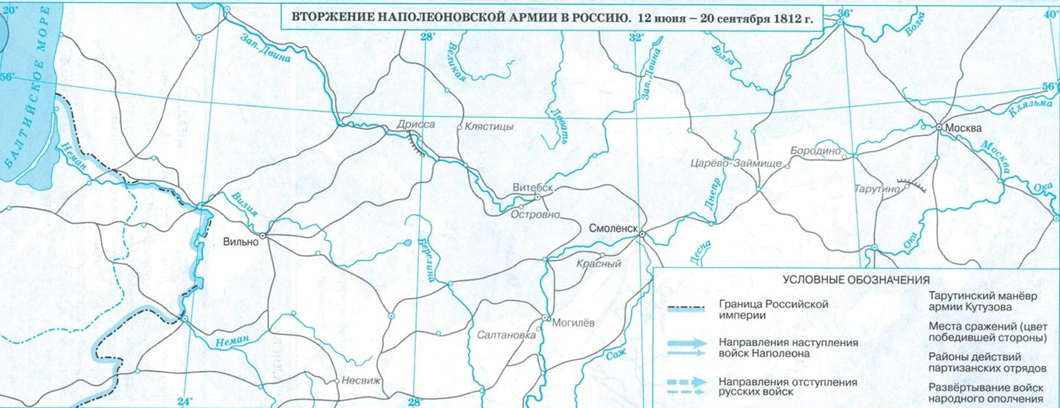 ВТОРЖЕНИЕ НАПОЛЕОНОВСКОЙ АРМИИ В РОССИЮ. 12 июня – 20 сентября 1812 г.
20°
28°
32°
36°
40
56°
56°
24°
28
БАЛТИЙСКОЕ МОРЕ
Зап. Двина
Великая
Ловать
Зап. Двина
Волга
Волга
Клязьма
Дрисса
Клястицы
Москва
Москва
Ока
Бородино
Царёво-Займище
Тарутино
Неман
Вилия
Витебск
Островно
Днепр
Ока
Вильно
Березина
Смоленск
Десна
Красный
Могилёв
Салтановка
Неман
Сож
Несвиж
УСЛОВНЫЕ ОБОЗНАЧЕНИЯ
Граница Российской
империи
Направления наступления
войск Наполеона
Направления отступления
русских войск
Тарутинский манёвр
армии Кутузова
Места сражений (цвет
победившей стороны)
Районы действий
партизанских отрядов
Развёртывание войск
народного ополчения